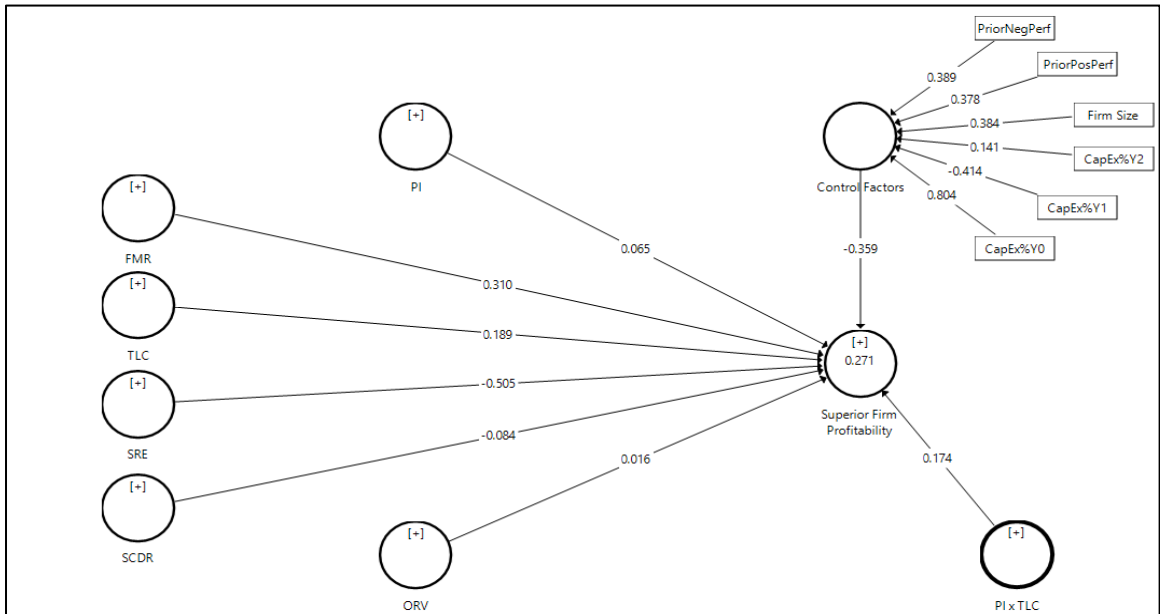 PriorNegPerf
PriorPosPerf
0.389
0.378
Firm Size
0.384
[+]
0.141
CapEx%Y2
PI
-0.414
Control Factors
0.804
CapEx%Y1
[+]
CapEx%Y0
FMR
0.065
-0.359
0.310
[+]
TLC
0.189
[+]
0.271
[+]
-0.505
Superior Firm
Profitability
SRE
-0.084
0.016
0.174
[+]
SCDR
[+]
ORV
[+]
PI x TLC